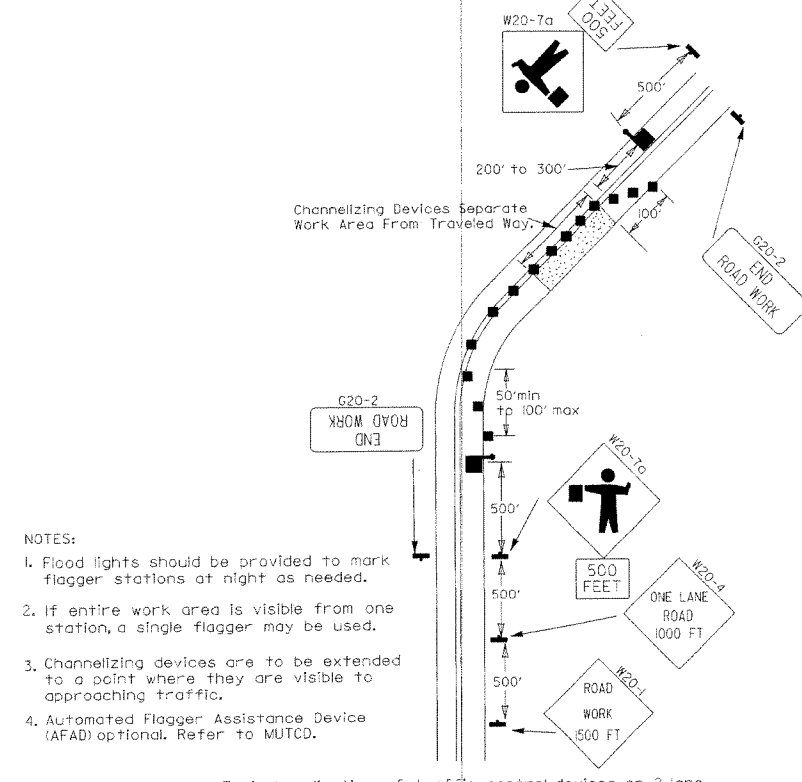 500
FEET
W20-7a
500'
200' to 300'
Channelizing Devices Separate
Work Area From Traveled Way.
100'
G20-2
END
ROAD WORK
G20-2
END
ROAD WORK
50'min
to 100' max
W20-7a
500'
500
FEET
500'
W20-4
ONE LANE
ROAD
1000 FT
500'
W20-1
ROAD
WORK
1500 FT
NOTES:
1. Flood lights should be provided to mark
flagger stations at night as needed.
2. If entire work area is visible from one
station, a single flagger may be used.
3. Channelizing devices are to be extended
to a point where they are visible to
approaching traffic.
4. Automated Flagger Assistance Device
(AFAD) optional. Refer to MUTCD.